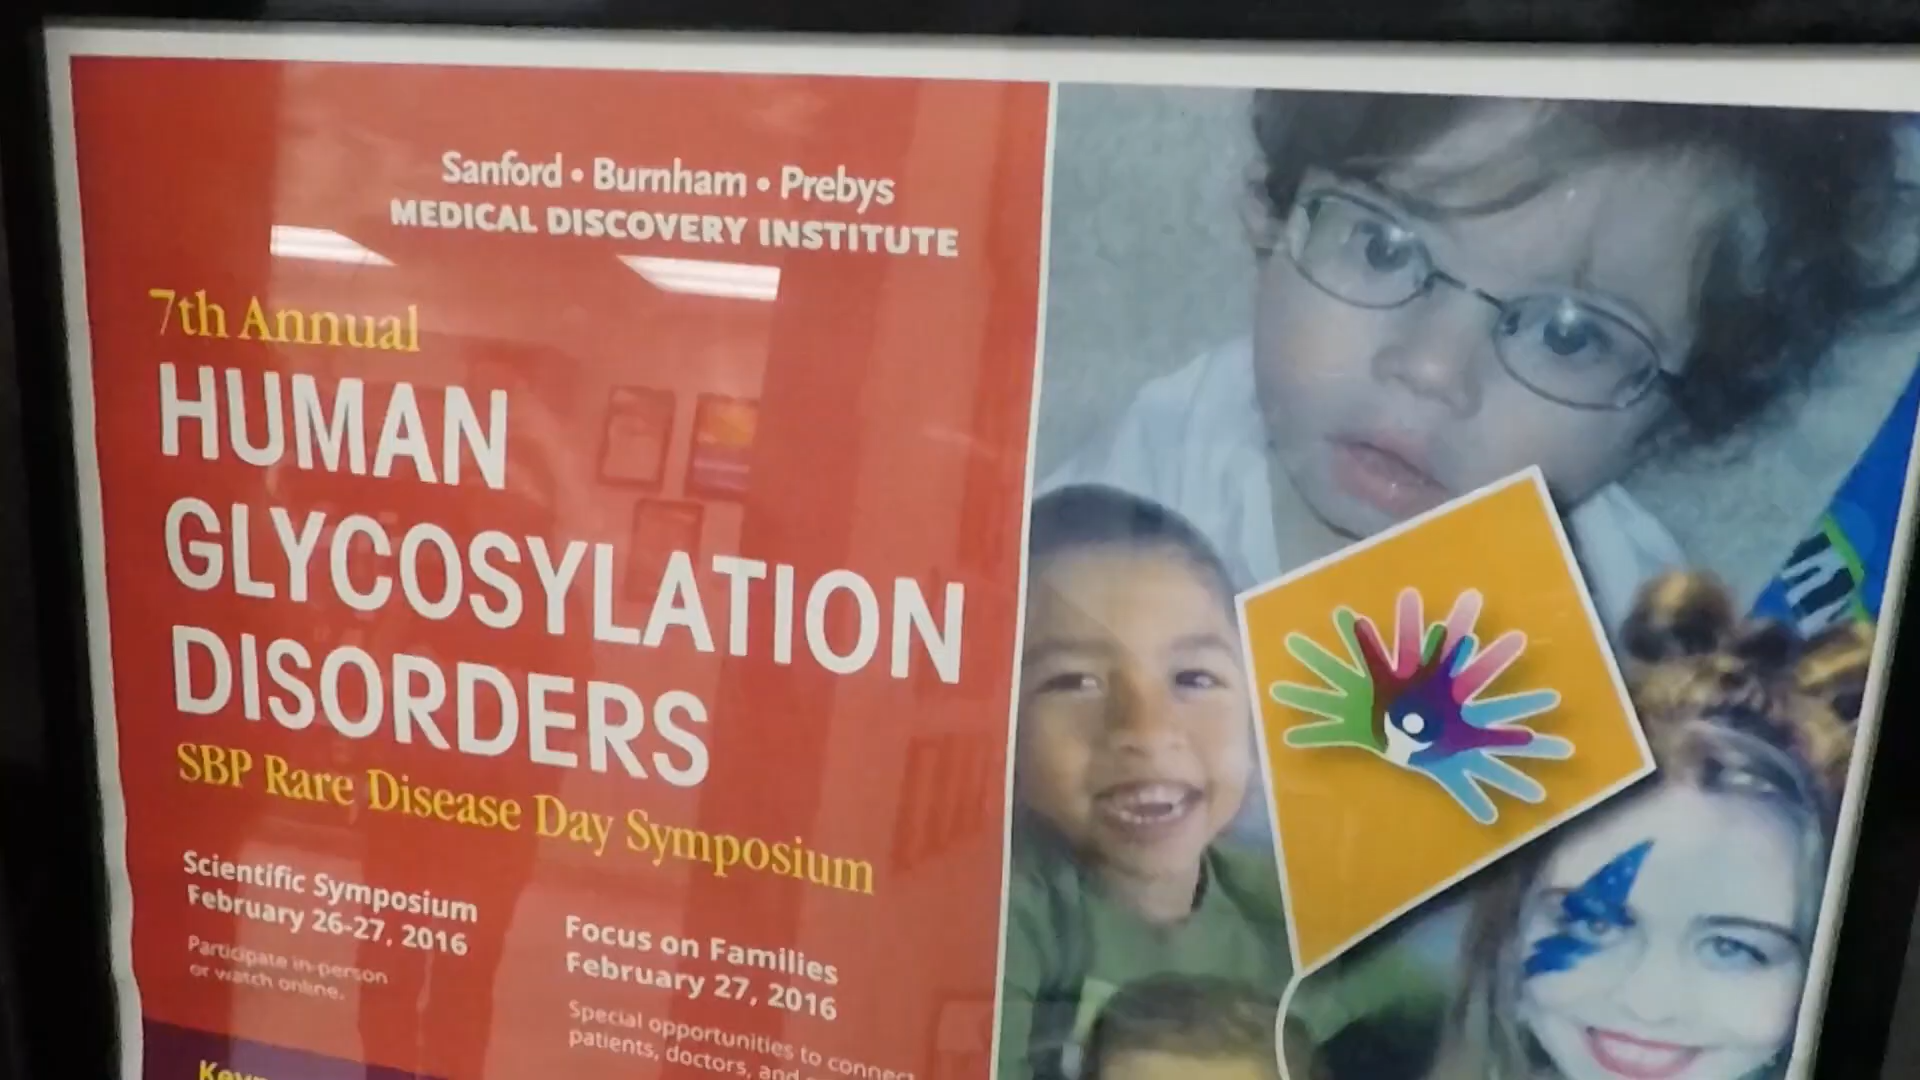 Sanford • Burnham • Prebys
MEDICAL DISCOVERY INSTITUTE
7th Annual
HUMAN
GLYCOSYLATION
DISORDERS
SBP Rare Disease Day Symposium
Scientific Symposium
February 26-27, 2016
Participate in-person
or watch online.
Focus on Families
February 27, 2016
Special opportunities to connect
patients, doctors, and